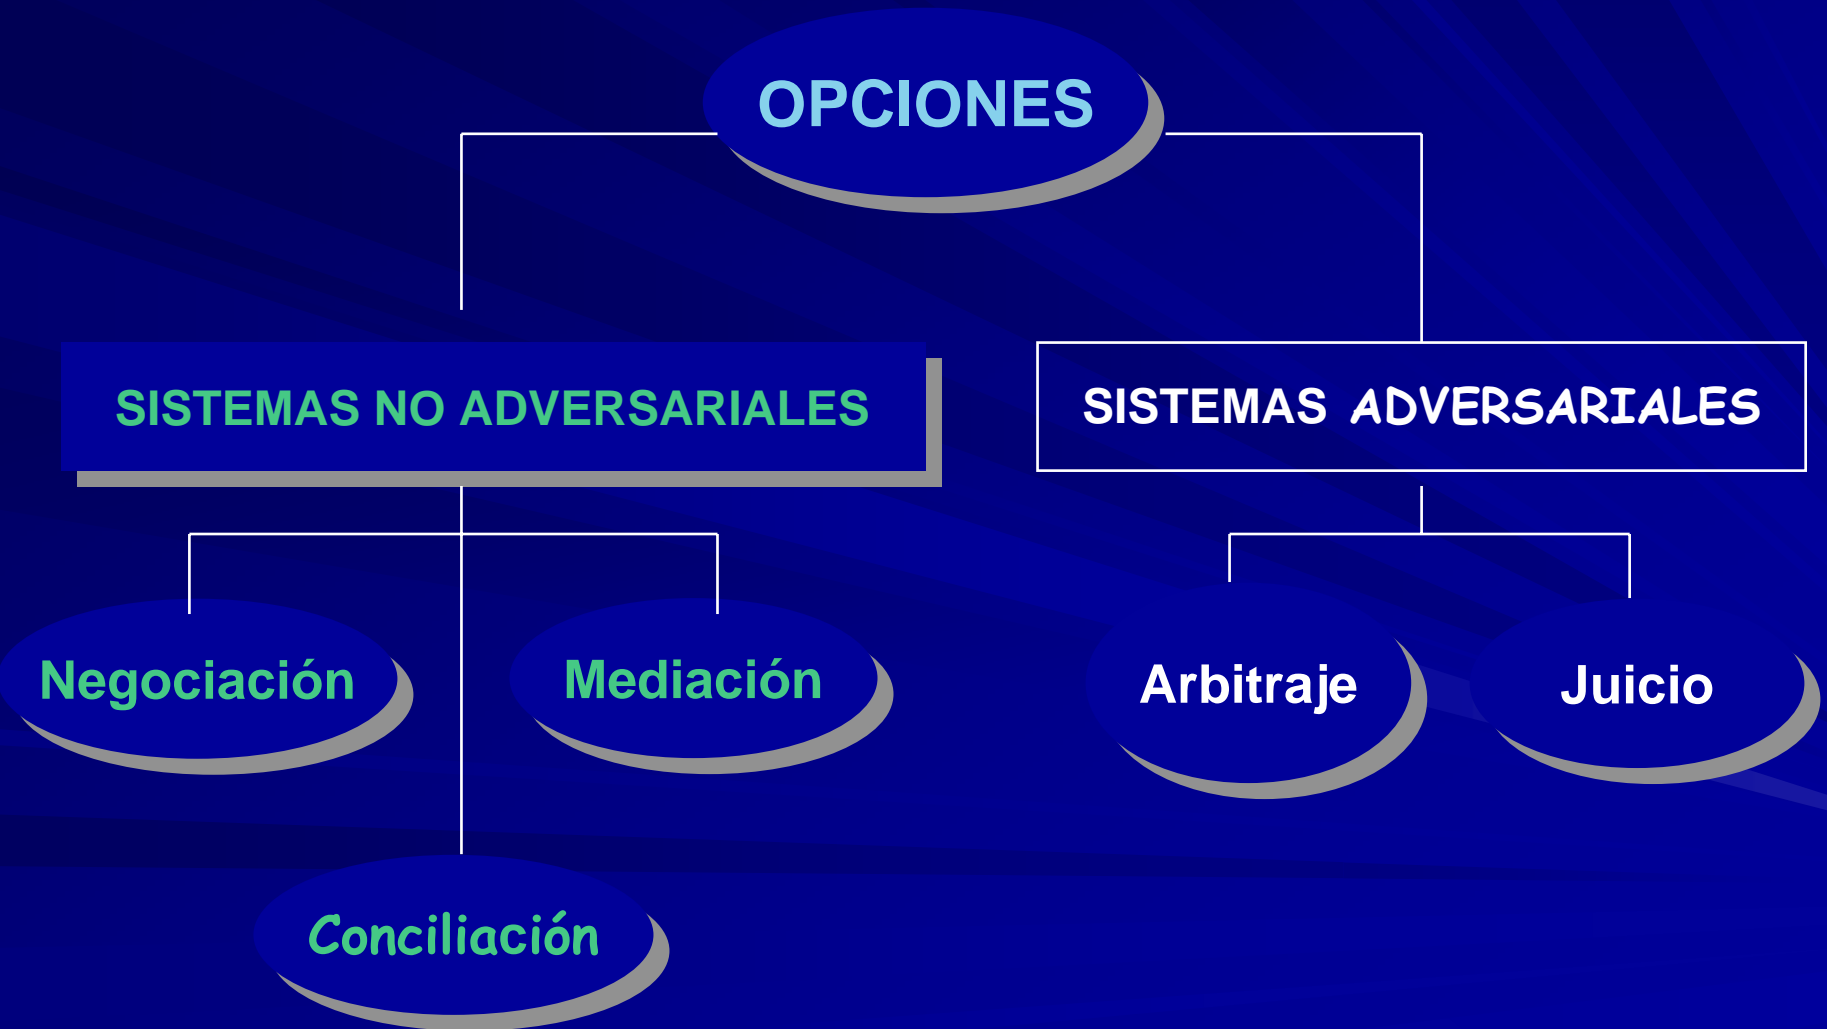 OPCIONES
SISTEMAS NO ADVERSARIALES
SISTEMAS ADVERSARIALES
Negociación
Mediación
Arbitraje
Juicio
Conciliación